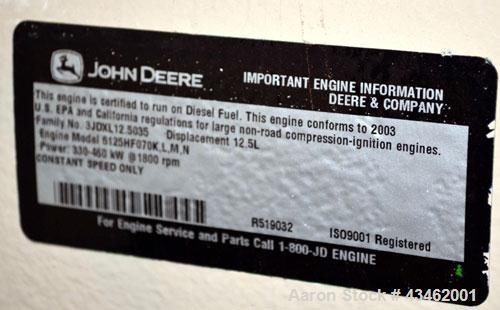 JOHN DEERE
IMPORTANT ENGINE INFORMATION
DEERE & COMPANY
This engine is certified to run on Diesel Fuel. This engine conforms to 2003
U.S. EPA and California regulations for large non-road compression-ignition engines.
Family No. 3JDXL12.5035 Displacement 12.5L
Engine Model 6125HF070K,L,M,N
Power: 330-460 kW @1800 rpm
CONSTANT SPEED ONLY
R519032 ISO9001 Registered
For Engine Service and Parts Call 1-800-JD ENGINE
Aaron Stock # 43462001